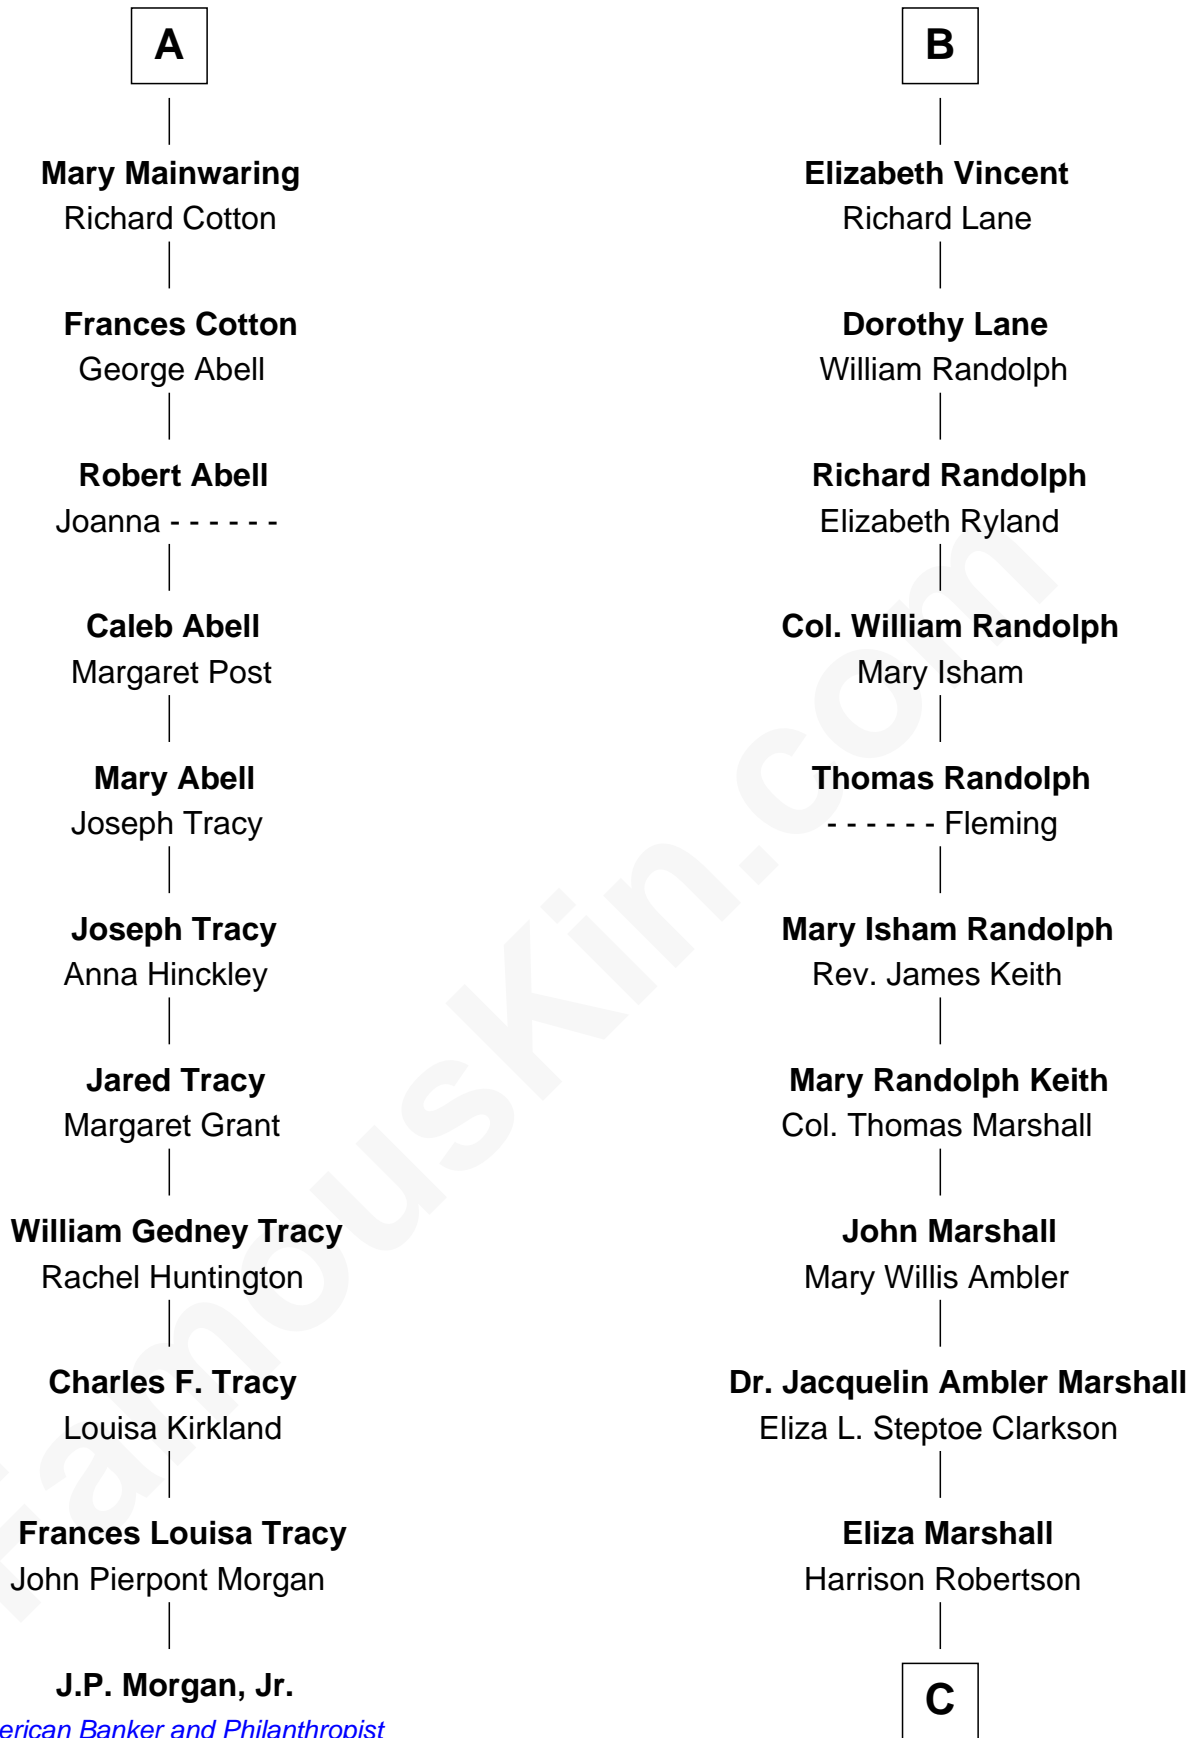 A
Mary Mainwaring
Richard Cotton
Frances Cotton
George Abell
Robert Abell
Joanna - - - - - -
Caleb Abell
Margaret Post
Mary Abell
Joseph Tracy
Joseph Tracy
Anna Hinckley
Jared Tracy
Margaret Grant
William Gedney Tracy
Rachel Huntington
Charles F. Tracy
Louisa Kirkland
Frances Louisa Tracy
John Pierpont Morgan
J.P. Morgan, Jr.
erican Banker and Philanthropist
B
Elizabeth Vincent
Richard Lane
Dorothy Lane
William Randolph
Richard Randolph
Elizabeth Ryland
Col. William Randolph
Mary Isham
Thomas Randolph
- - - - - - Fleming
Mary Isham Randolph
Rev. James Keith
Mary Randolph Keith
Col. Thomas Marshall
John Marshall
Mary Willis Ambler
Dr. Jacquelin Ambler Marshall
Eliza L. Steptoe Clarkson
Eliza Marshall
Harrison Robertson
C
FamousKin.com